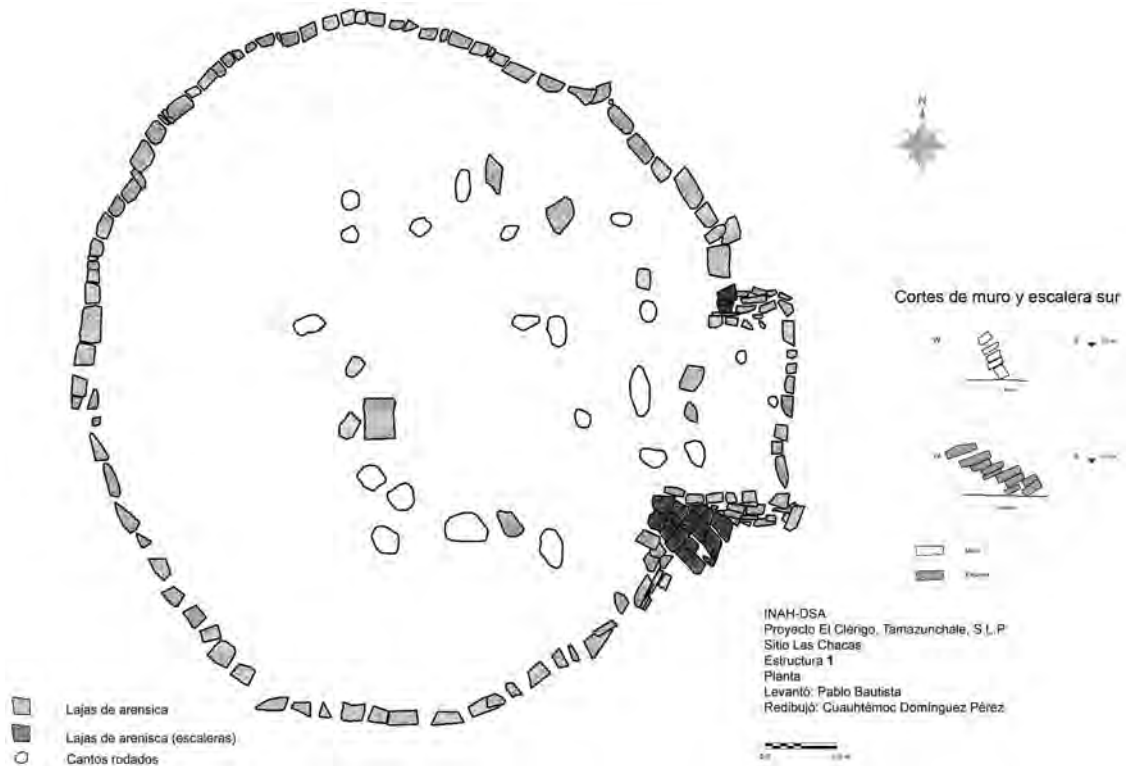 N
Cortes de muro y escalera sur
W
E
W
INAH-DSA
Proyecto El Clérigo, Tamazunchale, S.L.P
Sitio Las Chacas
Estructura 1
Planta
Levantó: Pablo Bautista
Redibujó: Cuauhtémoc Domínguez Pérez
Lajas de arensica
Lajas de arenisca (escaleras)
Cantos rodados